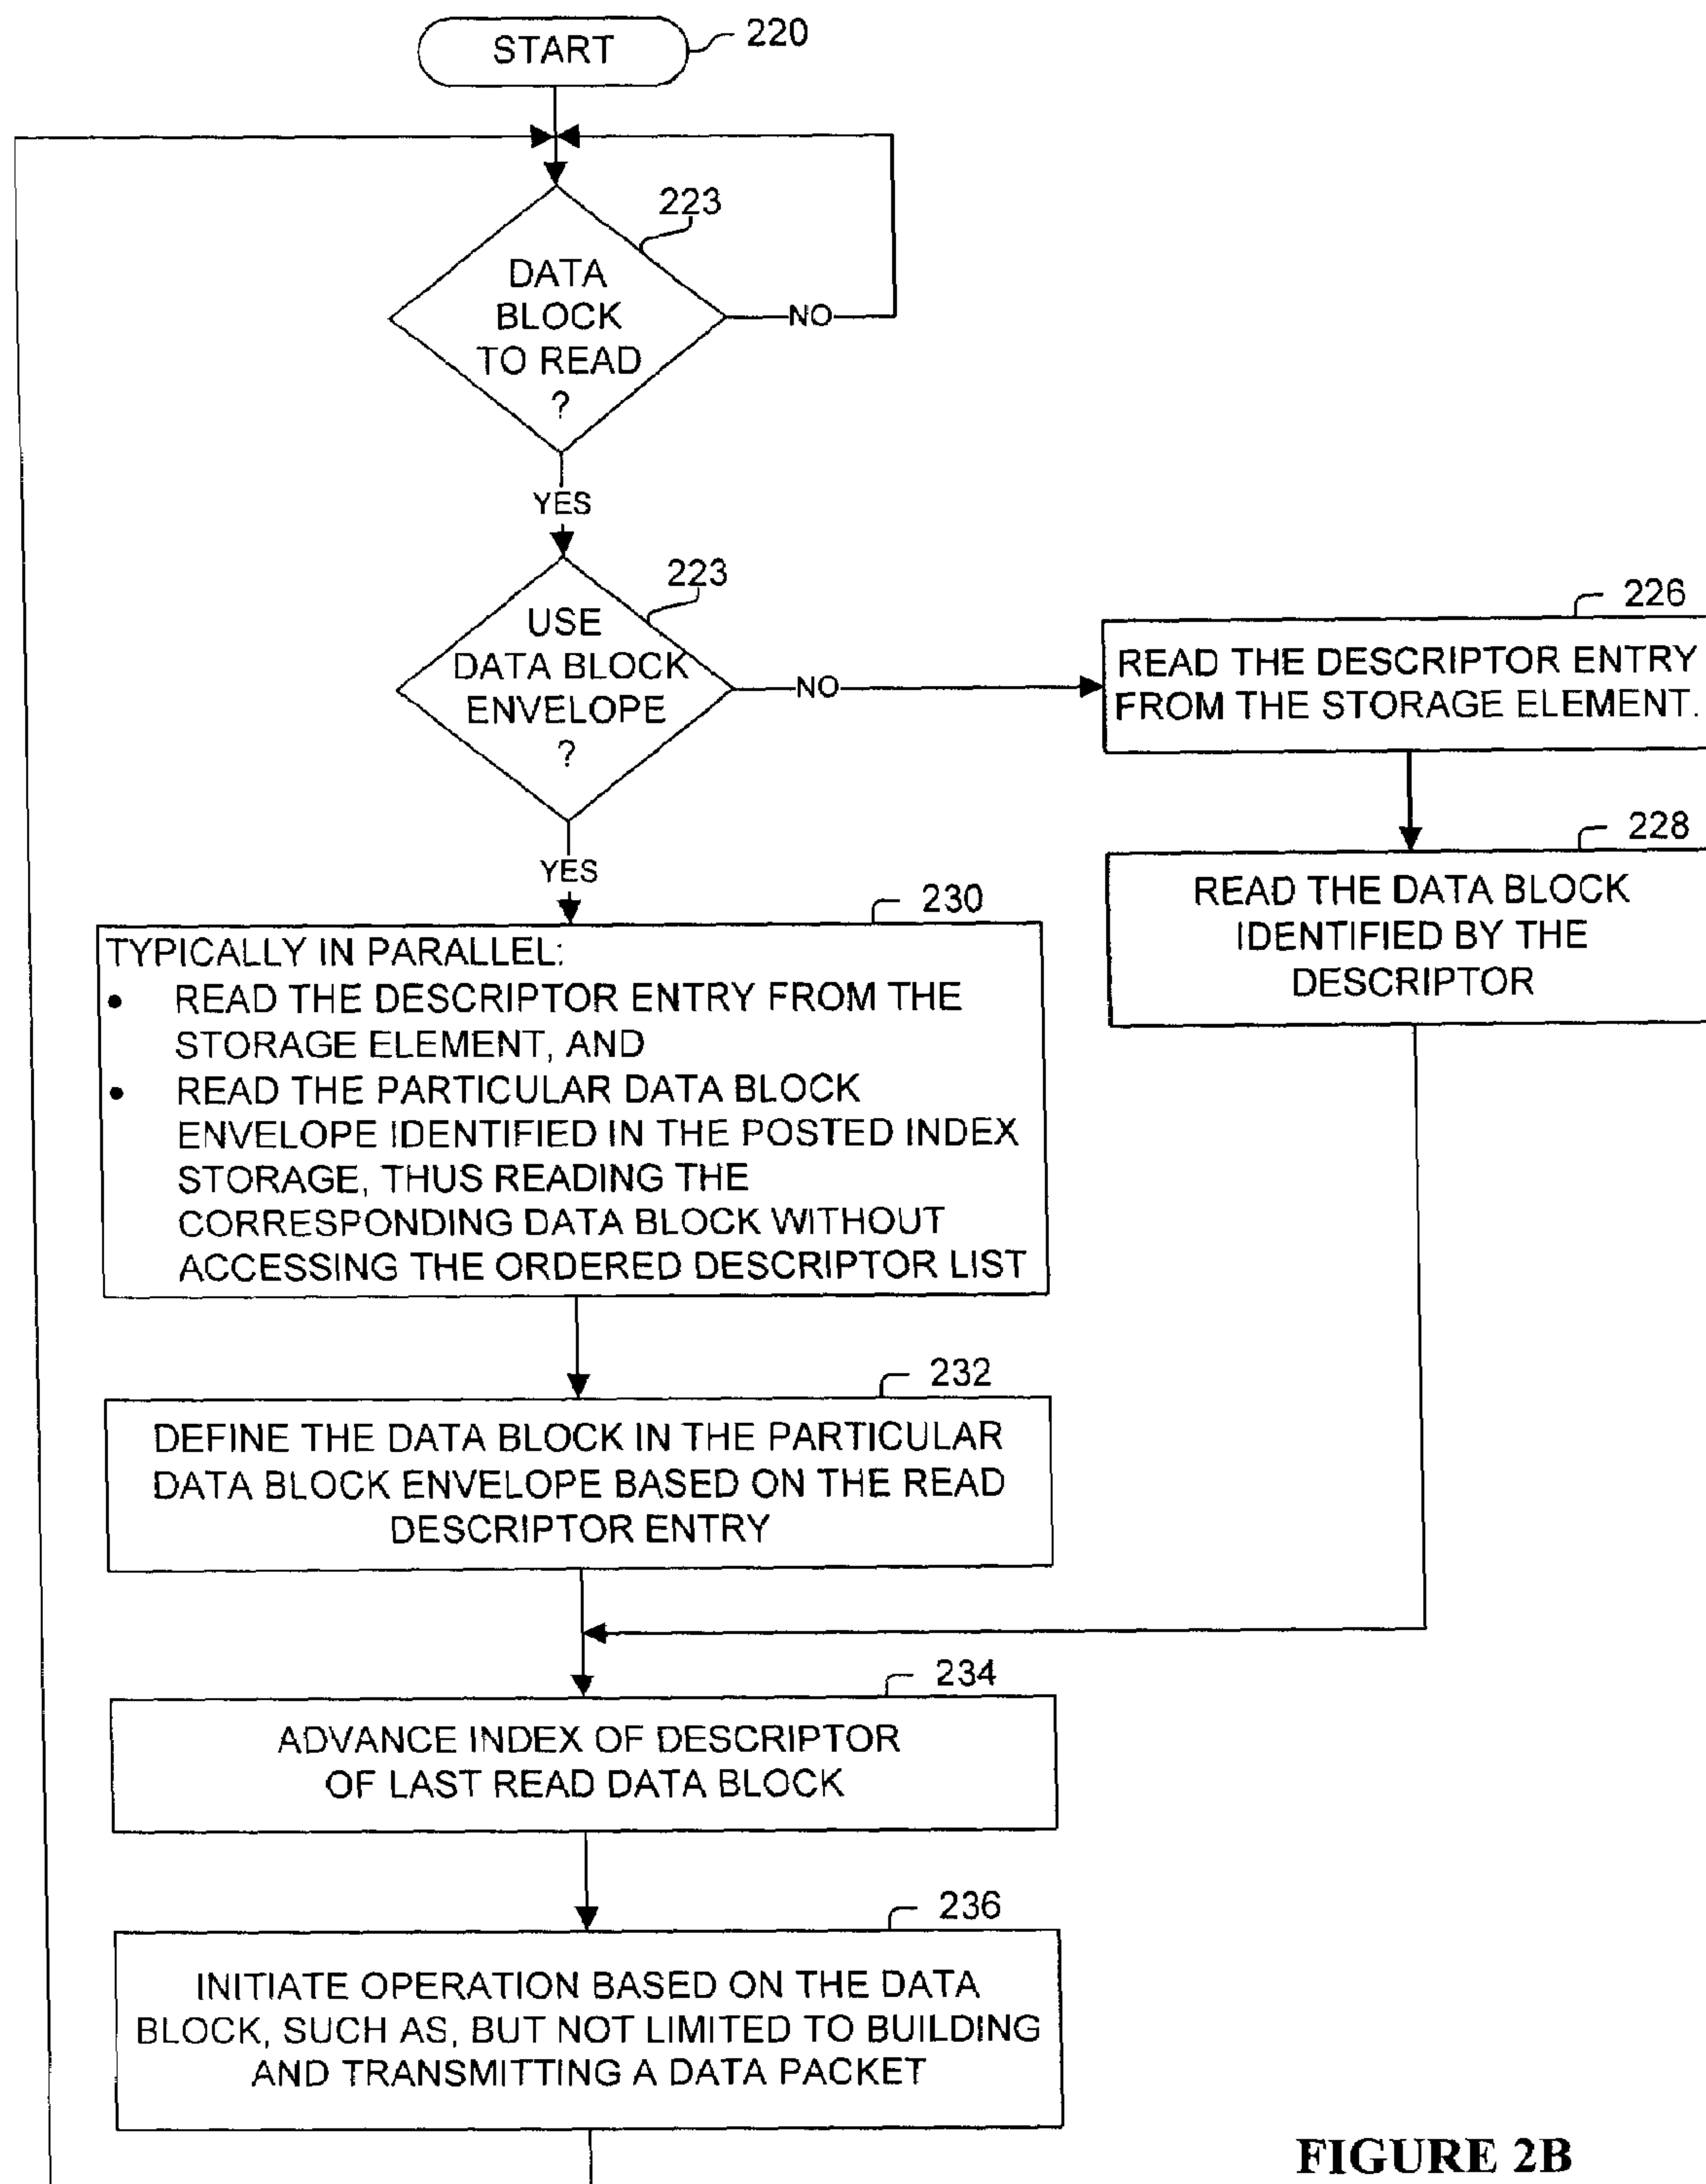 START
220
223
DATA
BLOCK
TO READ
?
NO
YES
223
USE
DATA BLOCK
ENVELOPE
?
NO
226
READ THE DESCRIPTOR ENTRY
FROM THE STORAGE ELEMENT.
228
READ THE DATA BLOCK
IDENTIFIED BY THE
DESCRIPTOR
YES
230
TYPICALLY IN PARALLEL:
• READ THE DESCRIPTOR ENTRY FROM THE
STORAGE ELEMENT, AND
• READ THE PARTICULAR DATA BLOCK
ENVELOPE IDENTIFIED IN THE POSTED INDEX
STORAGE, THUS READING THE
CORRESPONDING DATA BLOCK WITHOUT
ACCESSING THE ORDERED DESCRIPTOR LIST
232
DEFINE THE DATA BLOCK IN THE PARTICULAR
DATA BLOCK ENVELOPE BASED ON THE READ
DESCRIPTOR ENTRY
234
ADVANCE INDEX OF DESCRIPTOR
OF LAST READ DATA BLOCK
236
INITIATE OPERATION BASED ON THE DATA
BLOCK, SUCH AS, BUT NOT LIMITED TO BUILDING
AND TRANSMITTING A DATA PACKET
FIGURE 2B